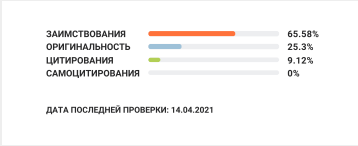 ЗАИМСТВОВАНИЯ 65.58%
ОРИГИНАЛЬНОСТЬ 25.3%
ЦИТИРОВАНИЯ 9.12%
САМОЦИТИРОВАНИЯ 0%
ДАТА ПОСЛЕДНЕЙ ПРОВЕРКИ: 14.04.2021